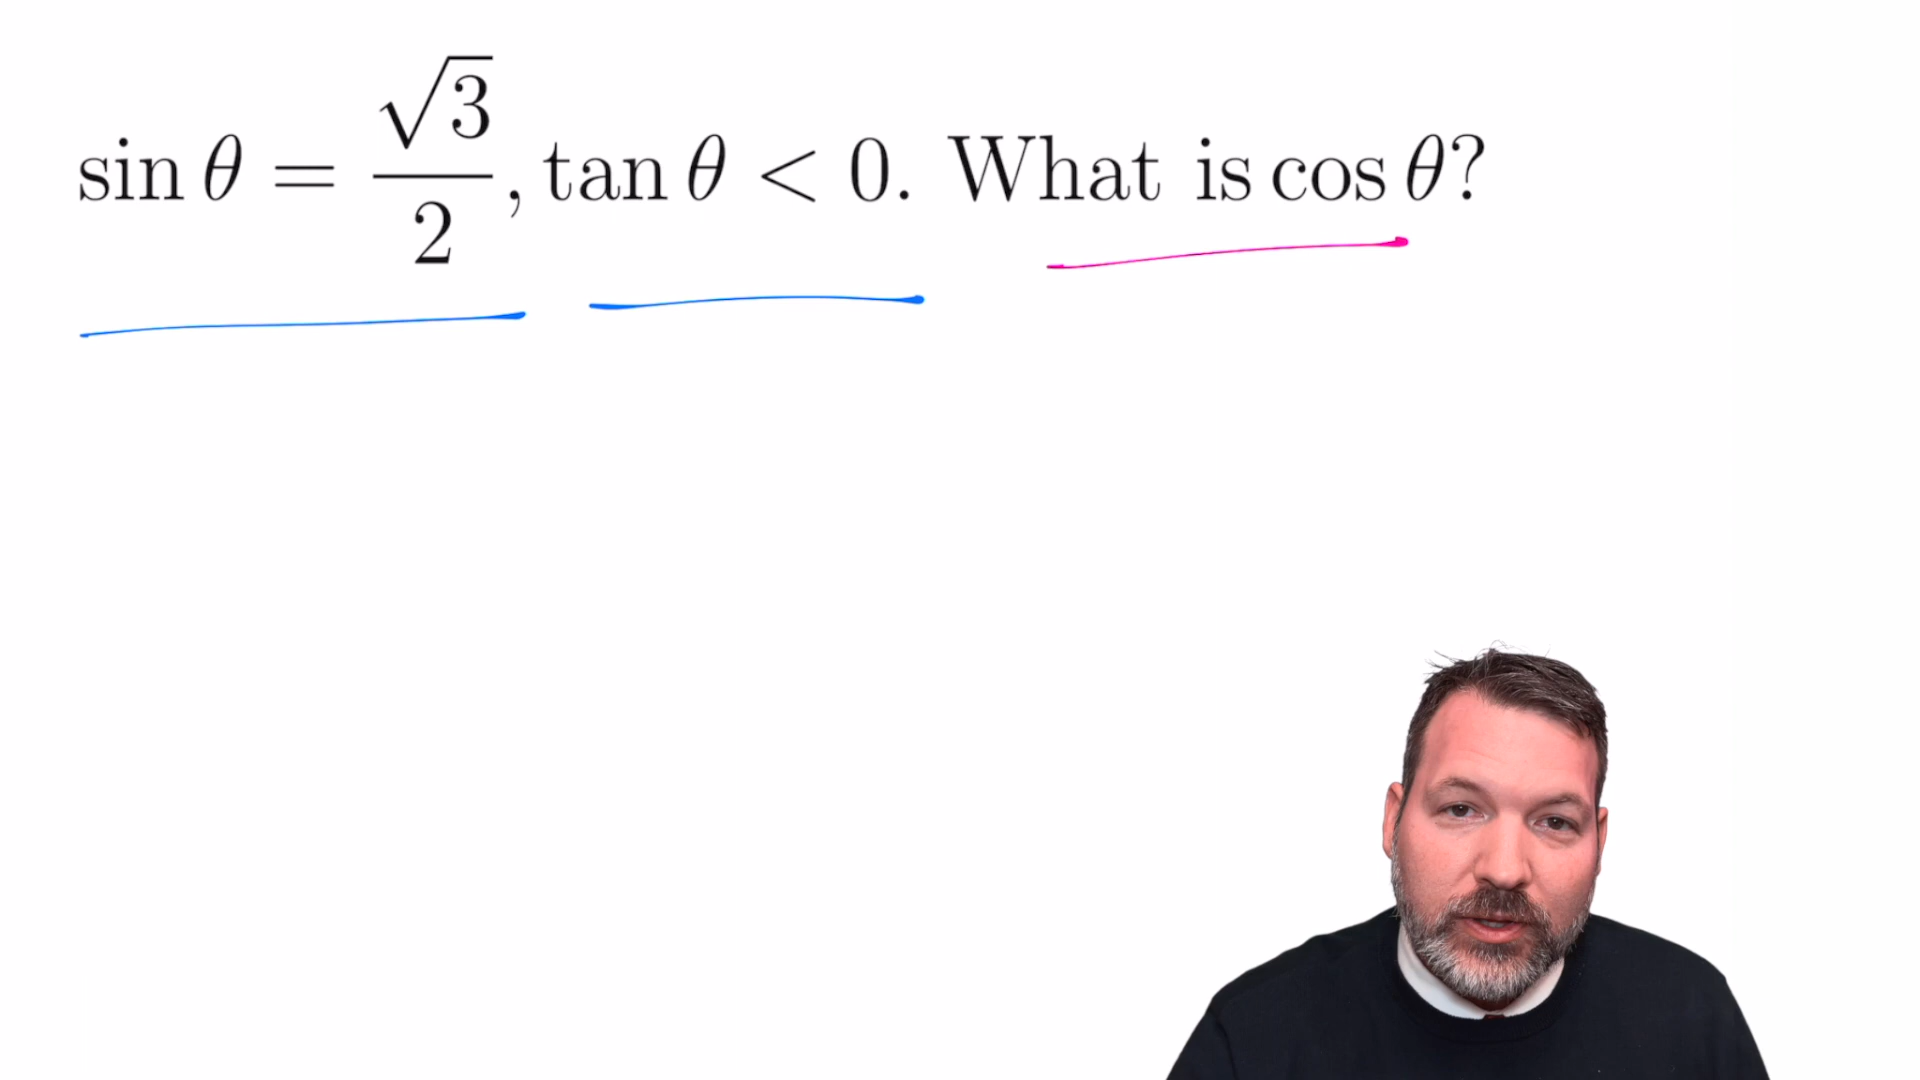 sin θ = √3/2, tan θ < 0. What is cos θ?